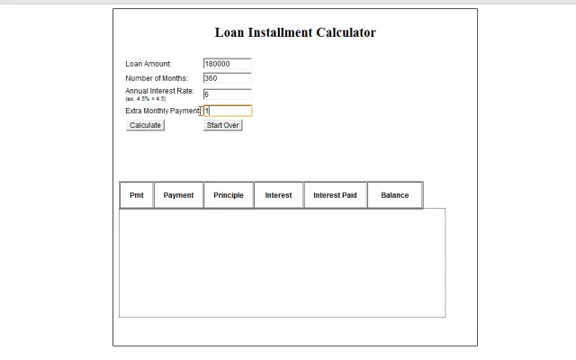 Loan Installment Calculator
Loan Amount: 180000
Number of Months: 360
Annual Interest Rate: 6
(ex. 4.5% = 4.5)
Extra Monthly Payment: 1
Calculate Start Over
Pmt Payment Principle Interest Interest Paid Balance